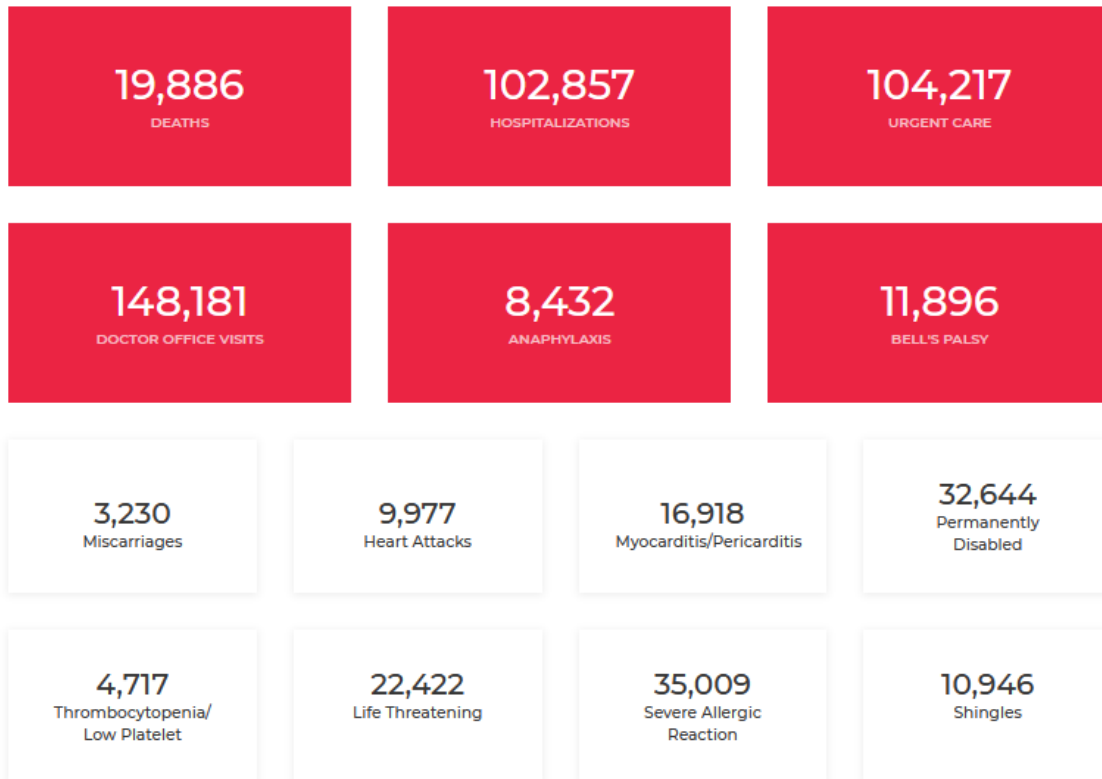 19,886
DEATHS
102,857
HOSPITALIZATIONS
104,217
URGENT CARE
148,181
DOCTOR OFFICE VISITS
8,432
ANAPHYLAXIS
11,896
BELL'S PALSY
3,230
Miscarriages
9,977
Heart Attacks
16,918
Myocarditis/Pericarditis
32,644
Permanently
Disabled
4,717
Thrombocytopenia/
Low Platelet
22,422
Life Threatening
35,009
Severe Allergic
Reaction
10,946
Shingles